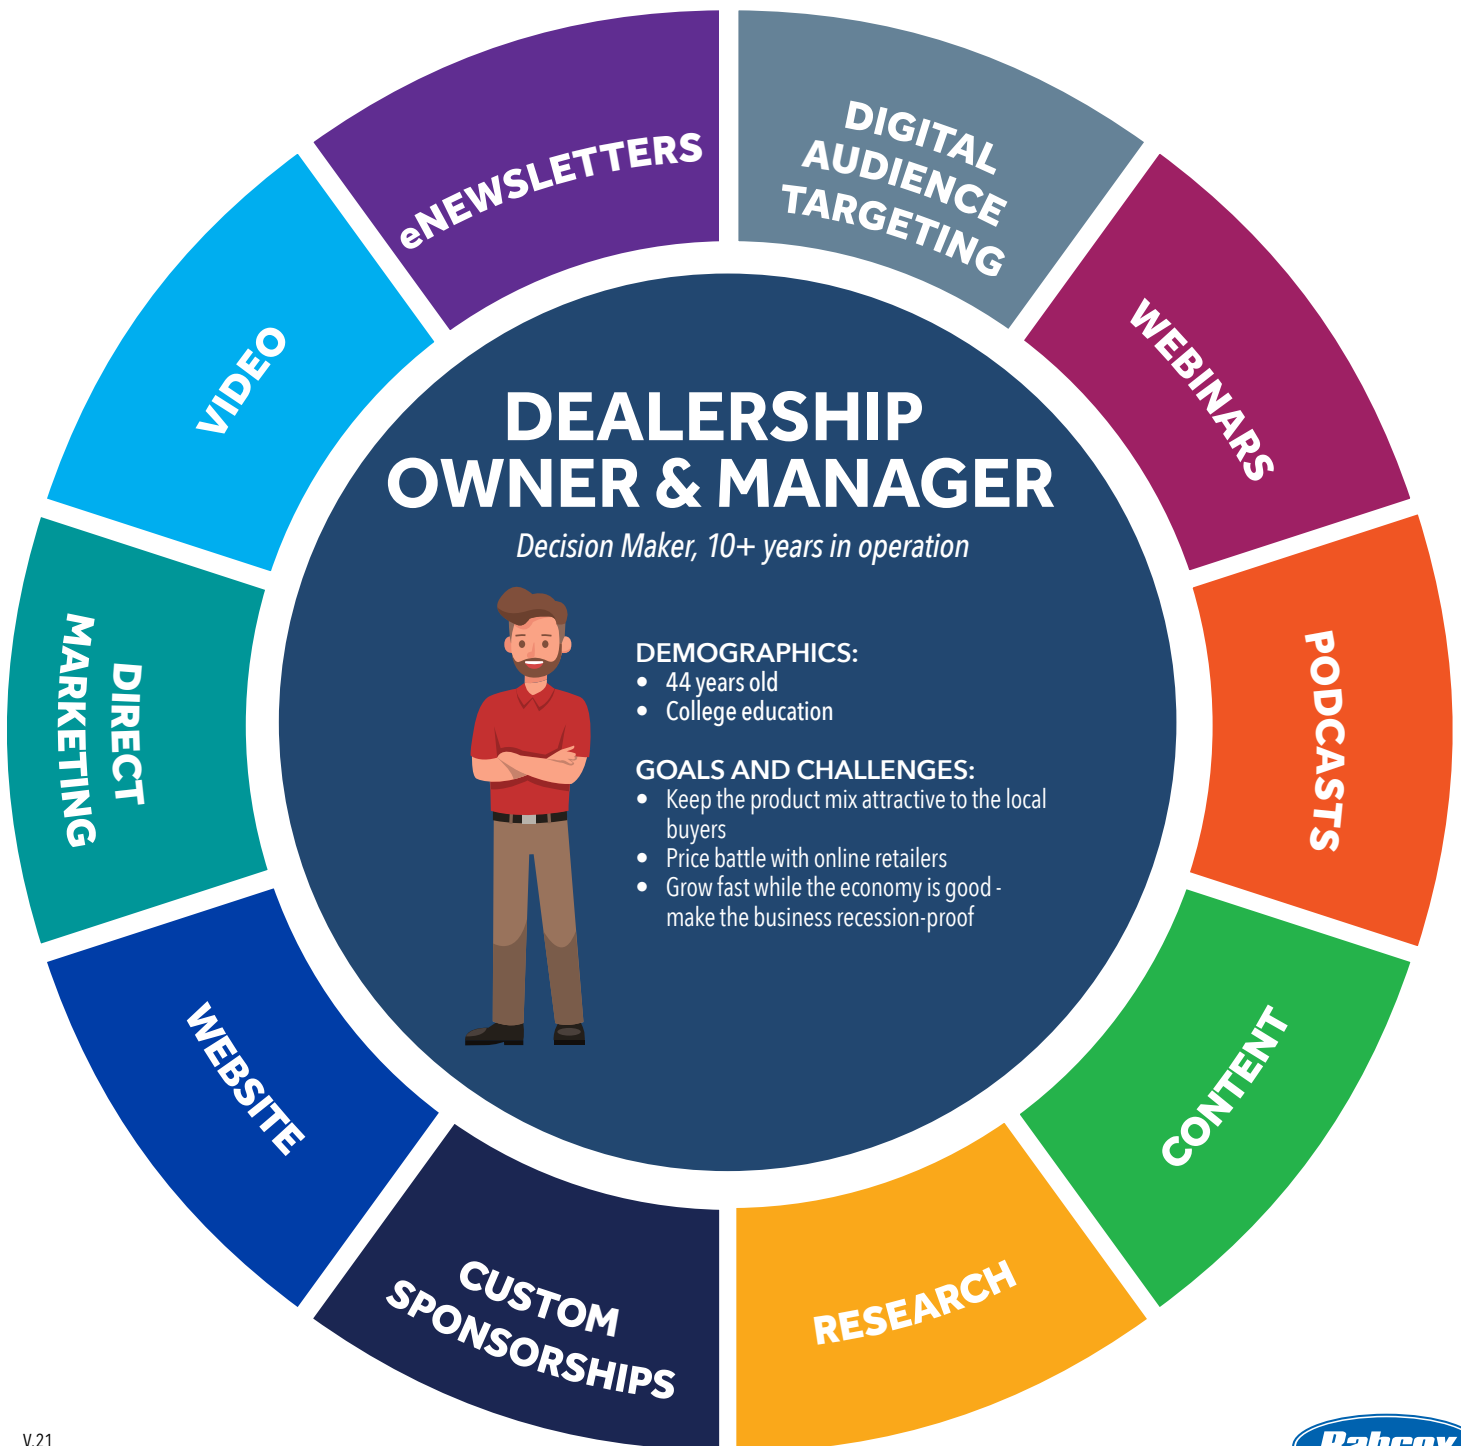 eNEWSLETTERS
DIGITAL
AUDIENCE
TARGETING
WEBINARS
PODCASTS
CONTENT
RESEARCH
CUSTOM
SPONSORSHIPS
WEBSITE
DIRECT
MARKETING
VIDEO
DEALERSHIP
OWNER & MANAGER
Decision Maker, 10+ years in operation
DEMOGRAPHICS:
• 44 years old
• College education
GOALS AND CHALLENGES:
• Keep the product mix attractive to the local
buyers
• Price battle with online retailers
• Grow fast while the economy is good -
make the business recession-proof
V.21
Babcox